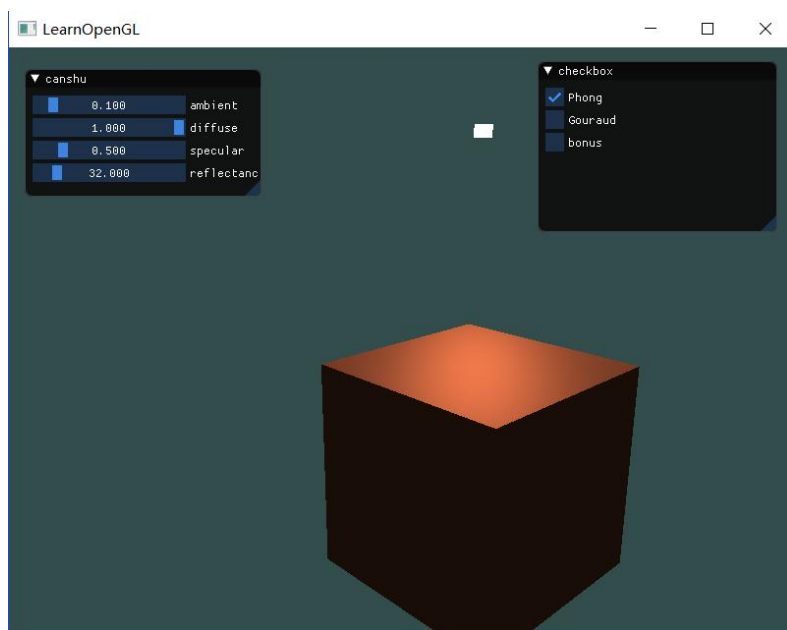 LearnOpenGL
canshu
0.100 ambient
1.000 diffuse
0.500 specular
32.000 reflectanc
checkbox
Phong
Gouraud
bonus